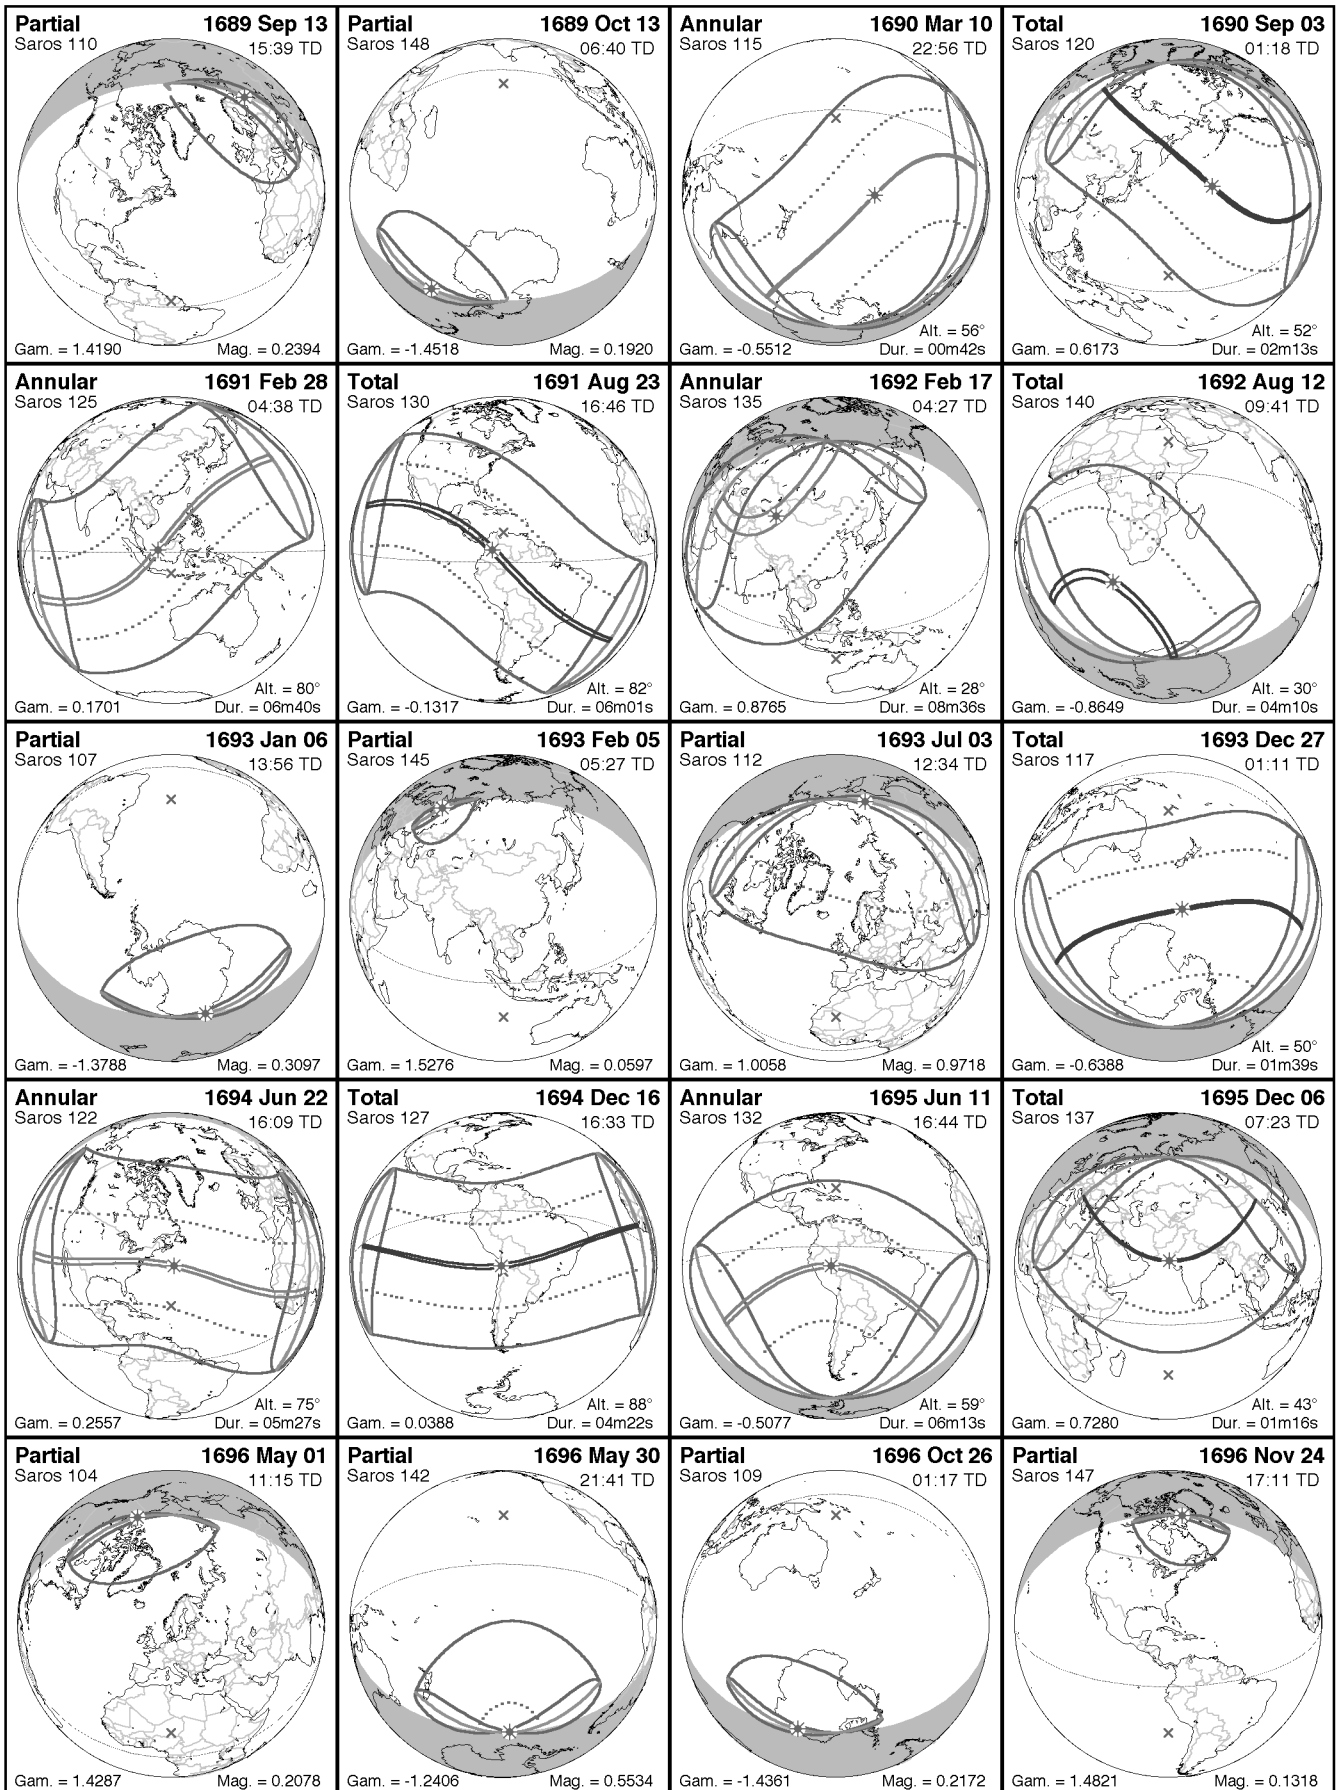 Partial 1689 Sep 13
Saros 110 15:39 TD
Gam. = 1.4190 Mag. = 0.2394
Partial 1689 Oct 13
Saros 148 06:40 TD
Gam. = -1.4518 Mag. = 0.1920
Annular 1690 Mar 10
Saros 115 22:56 TD
Alt. = 56°
Gam. = -0.5512 Dur. = 00m42s
Total 1690 Sep 03
Saros 120 01:18 TD
Alt. = 52°
Gam. = 0.6173 Dur. = 02m13s
Annular 1691 Feb 28
Saros 125 04:38 TD
Alt. = 80°
Gam. = 0.1701 Dur. = 06m40s
Total 1691 Aug 23
Saros 130 16:46 TD
Alt. = 82°
Gam. = -0.1317 Dur. = 06m01s
Annular 1692 Feb 17
Saros 135 04:27 TD
Alt. = 28°
Gam. = 0.8765 Dur. = 08m36s
Total 1692 Aug 12
Saros 140 09:41 TD
Alt. = 30°
Gam. = -0.8649 Dur. = 04m10s
Partial 1693 Jan 06
Saros 107 13:56 TD
Gam. = -1.3788 Mag. = 0.3097
Partial 1693 Feb 05
Saros 145 05:27 TD
Gam. = 1.5276 Mag. = 0.0597
Partial 1693 Jul 03
Saros 112 12:34 TD
Gam. = 1.0058 Mag. = 0.9718
Total 1693 Dec 27
Saros 117 01:11 TD
Alt. = 50°
Gam. = -0.6388 Dur. = 01m39s
Annular 1694 Jun 22
Saros 122 16:09 TD
Alt. = 75°
Gam. = 0.2557 Dur. = 05m27s
Total 1694 Dec 16
Saros 127 16:33 TD
Alt. = 88°
Gam. = 0.0388 Dur. = 04m22s
Annular 1695 Jun 11
Saros 132 16:44 TD
Alt. = 59°
Gam. = -0.5077 Dur. = 06m13s
Total 1695 Dec 06
Saros 137 07:23 TD
Alt. = 43°
Gam. = 0.7280 Dur. = 01m16s
Partial 1696 May 01
Saros 104 11:15 TD
Gam. = 1.4287 Mag. = 0.2078
Partial 1696 May 30
Saros 142 21:41 TD
Gam. = -1.2406 Mag. = 0.5534
Partial 1696 Oct 26
Saros 109 01:17 TD
Gam. = -1.4361 Mag. = 0.2172
Partial 1696 Nov 24
Saros 147 17:11 TD
Gam. = 1.4821 Mag. = 0.1318